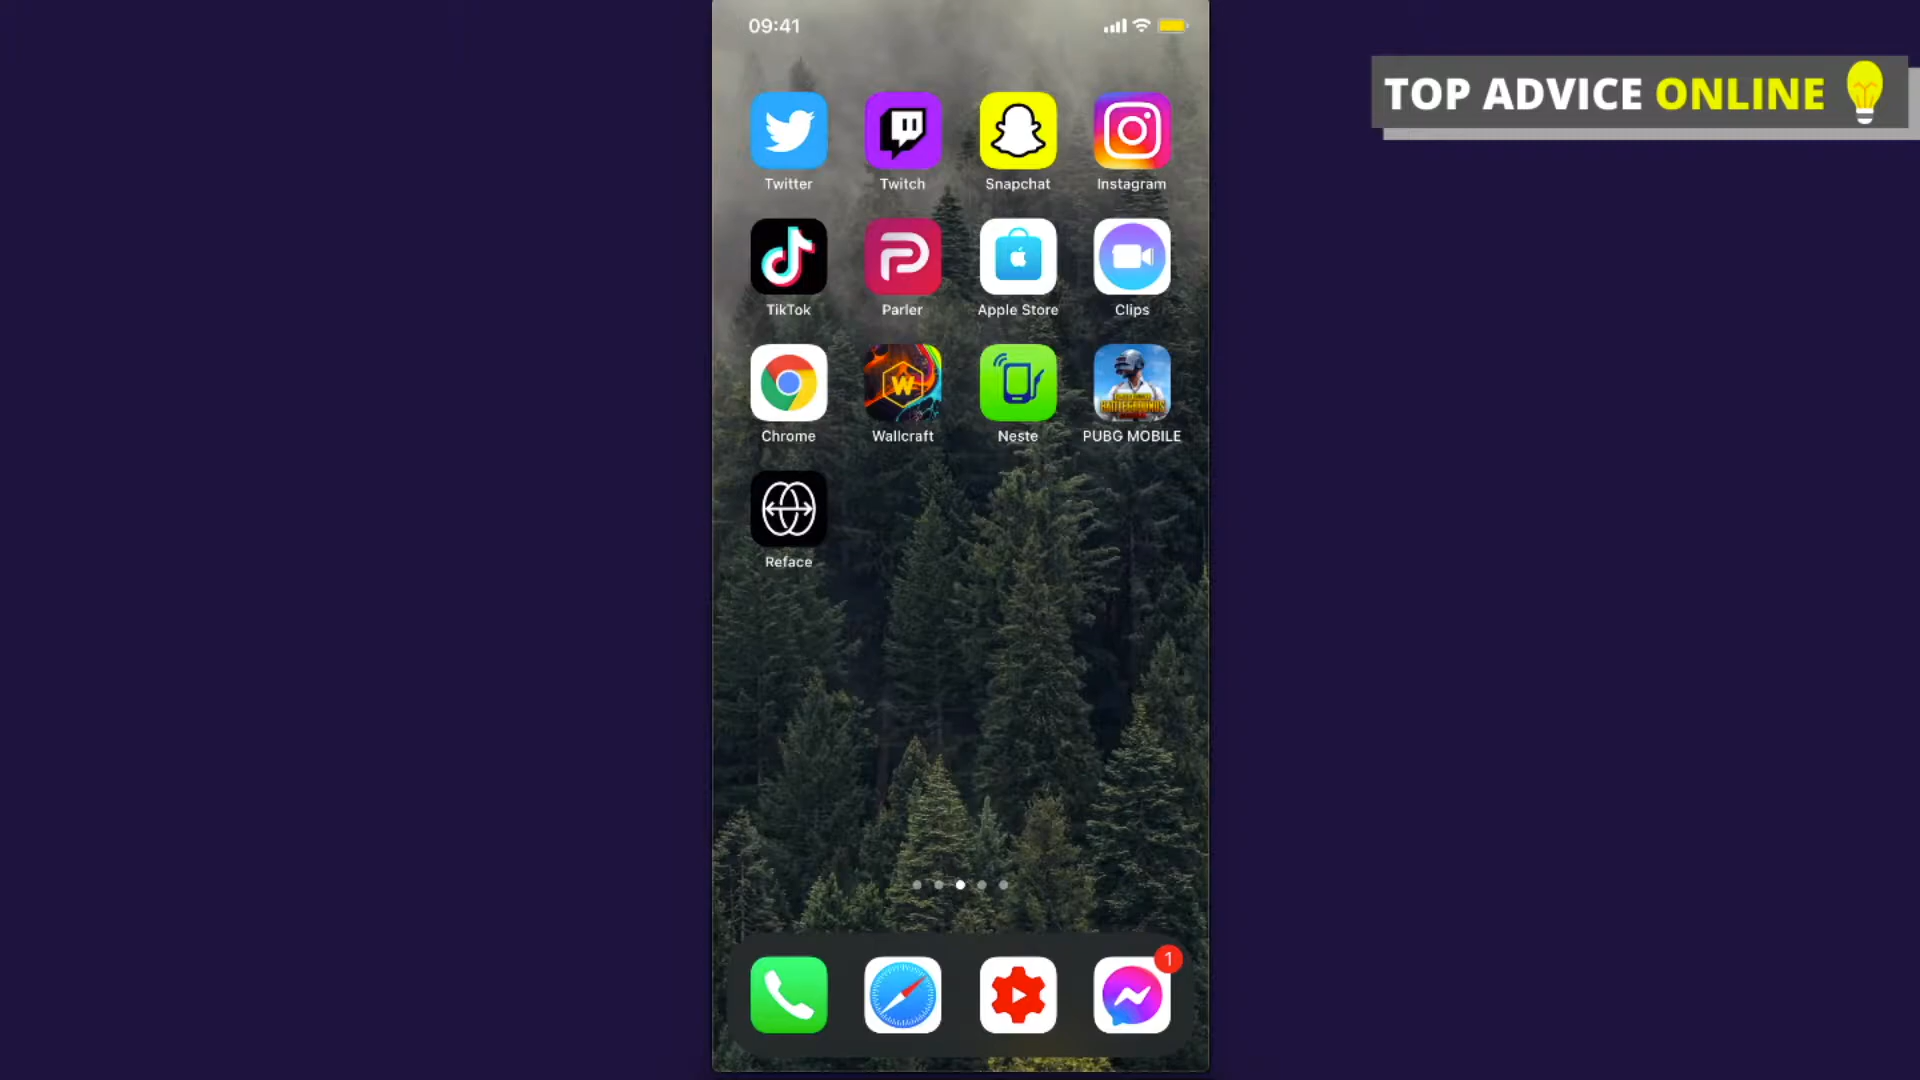 09:41
TOP ADVICE ONLINE
Twitter Twitch Snapchat Instagram
TikTok Parler Apple Store Clips
Chrome Wallcraft Neste PUBG MOBILE
W
BATTLEGROUNDS
Reface
1